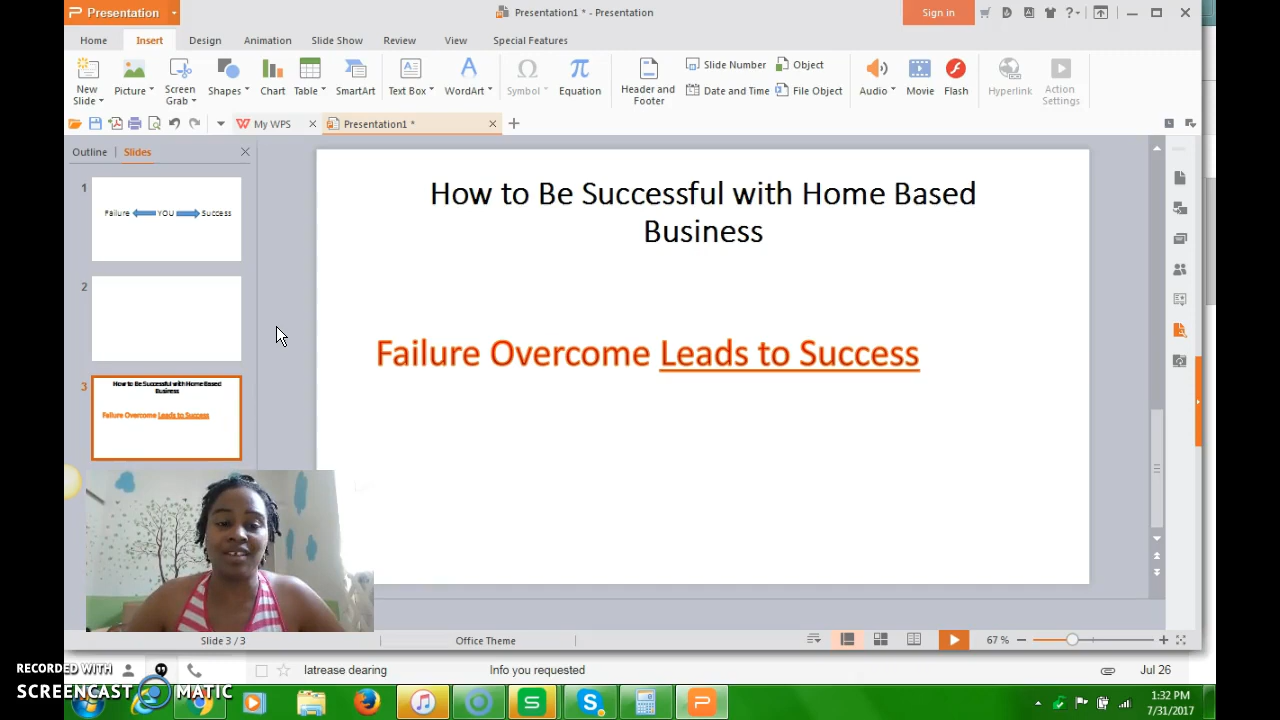 Presentation
Presentation1 * - Presentation
Sign in
Home Insert Design Animation Slide Show Review View Special Features
New Slide Picture Screen Grab Shapes Chart Table SmartArt Text Box WordArt Symbol Equation Header and Footer Slide Number Date and Time Object File Object Audio Movie Flash Hyperlink Action Settings
My WPS Presentation1 *
Outline Slides
1
Failure YOU Success
2
3
How to Be Successful with Home Based
Business
Failure Overcome Leads to Success
How to Be Successful with Home Based
Business
Failure Overcome Leads to Success
Slide 3 / 3 Office Theme 67 %
latrease dearing Info you requested Jul 26
RECORDED WITH
SCREENCAST MATIC
1:32 PM
7/31/2017